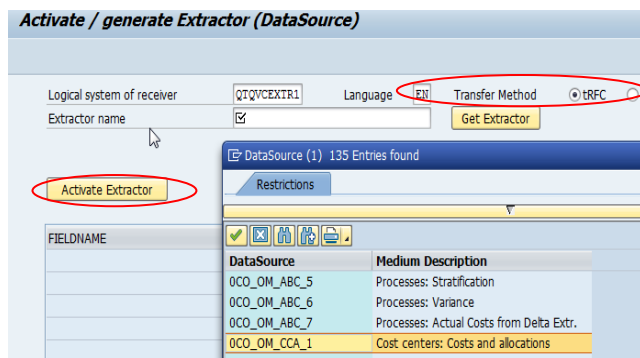 Activate / generate Extractor (DataSource)
Logical system of receiver QTQVCEXTR1 Language EN Transfer Method tRFC
Extractor name Get Extractor
DataSource (1) 135 Entries found
Restrictions
Activate Extractor
FIELDNAME
DataSource Medium Description
0CO_OM_ABC_5 Processes: Stratification
0CO_OM_ABC_6 Processes: Variance
0CO_OM_ABC_7 Processes: Actual Costs from Delta Extr.
0CO_OM_CCA_1 Cost centers: Costs and allocations